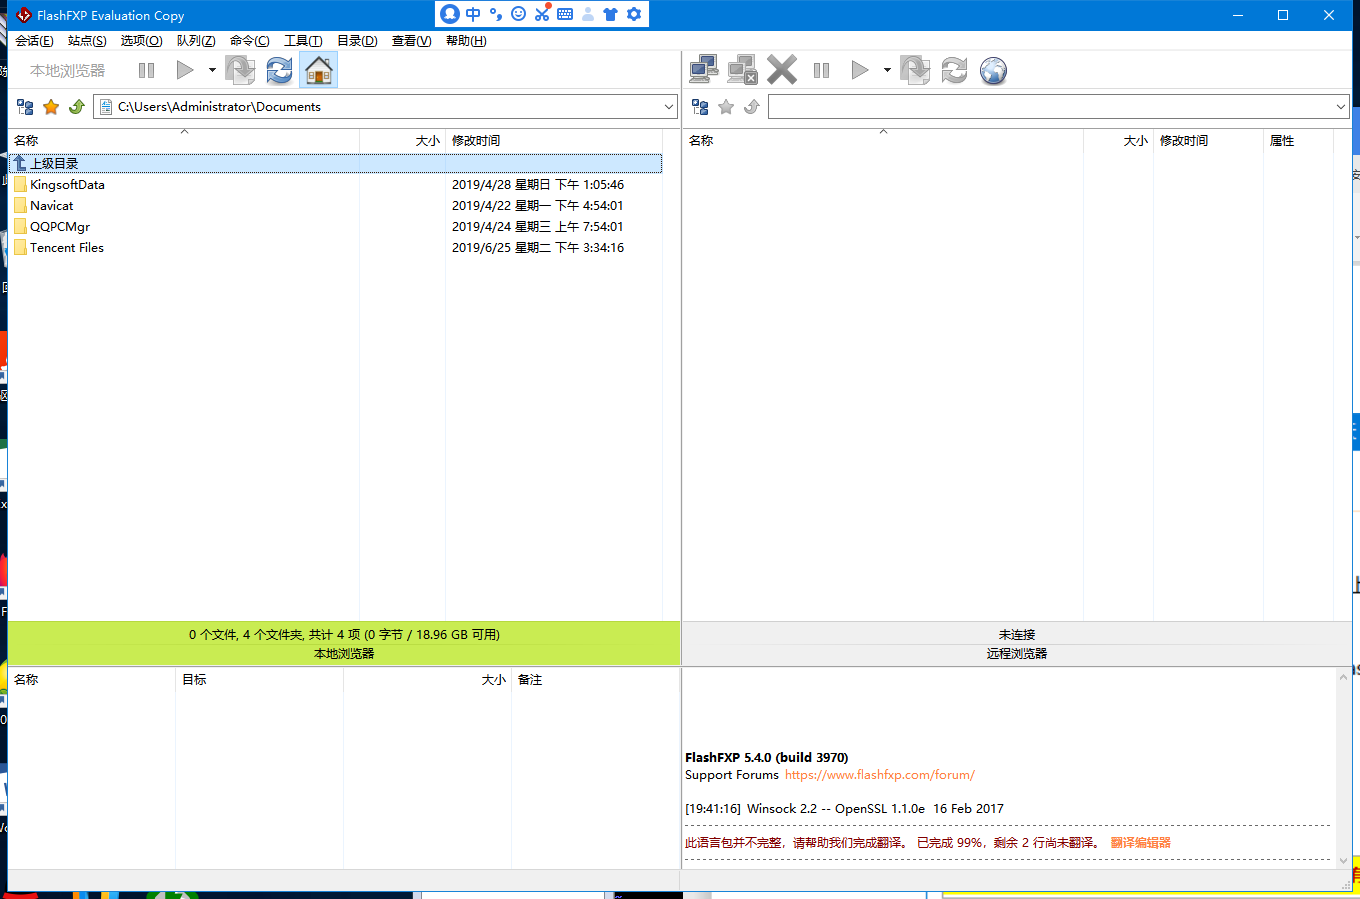 FlashFXP Evaluation Copy
中
会话(E) 站点(S) 选项(O) 队列(Z) 命令(C) 工具(T) 目录(D) 查看(V) 帮助(H)
本地浏览器
C:\Users\Administrator\Documents
名称 大小 修改时间
上级目录
KingsoftData 2019/4/28 星期日 下午 1:05:46
Navicat 2019/4/22 星期一 下午 4:54:01
QQPCMgr 2019/4/24 星期三 上午 7:54:01
Tencent Files 2019/6/25 星期二 下午 3:34:16
名称 大小 修改时间 属性
0 个文件, 4 个文件夹, 共计 4 项 (0 字节 / 18.96 GB 可用)
本地浏览器
未连接
远程浏览器
名称 目标 大小 备注
FlashFXP 5.4.0 (build 3970)
Support Forums https://www.flashfxp.com/forum/
[19:41:16] Winsock 2.2 -- OpenSSL 1.1.0e 16 Feb 2017
此语言包并不完整，请帮助我们完成翻译。 已完成 99%，剩余 2 行尚未翻译。 翻译编辑器